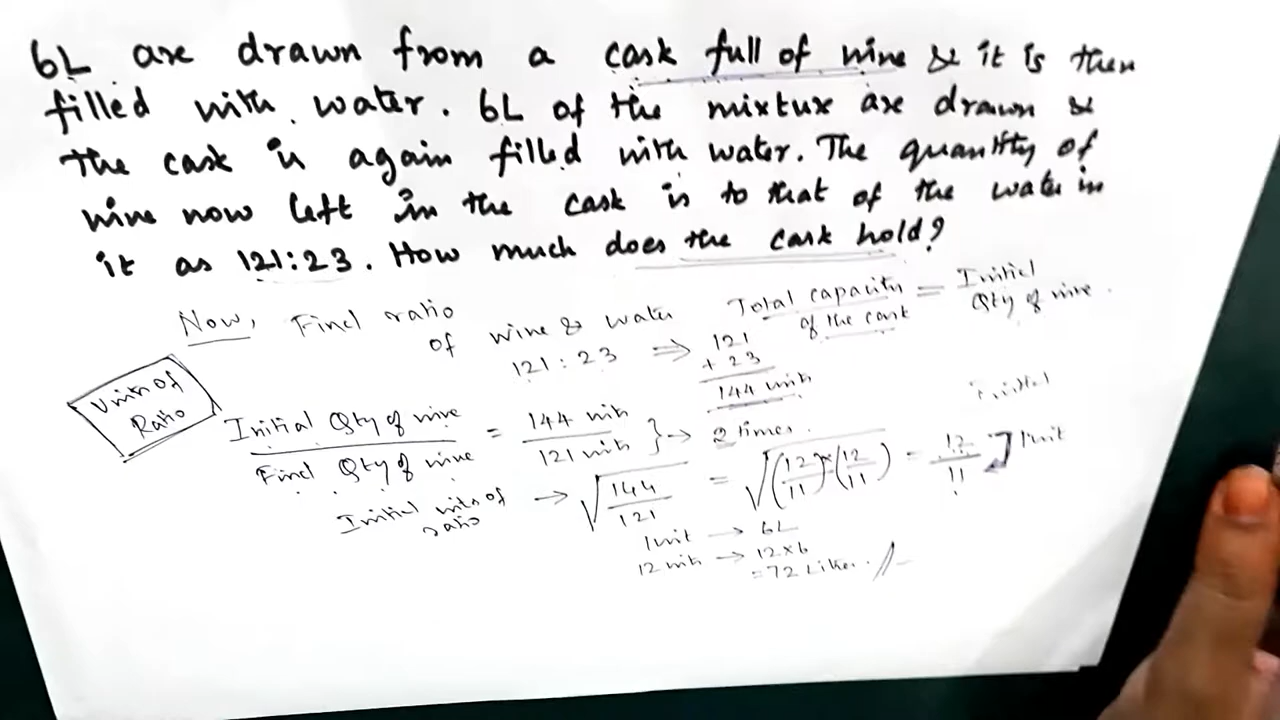 6L are drawn from a cask full of wine & it is then
filled with water. 6L of the mixture are drawn &
the cask is again filled with water. The quantity of
wine now left in the cask is to that of the water in
it as 121:23. How much does the cask hold?
Now, Find ratio
of wine & water
121 : 23 ⇒ 121
+ 23
144 units
Total capacity
of the cask = Initial
Qty of wine.
Units Of
Ratio
Initial Qty of wine / Final Qty of wine = 144 units / 121 units } → 2 times.
Initial
Initial units of
ratio → √(144/121) = √((12/11)×(12/11)) = 12/11 ] 1unit
1unit → 6L
12 units → 12×6
= 72 Liters. //